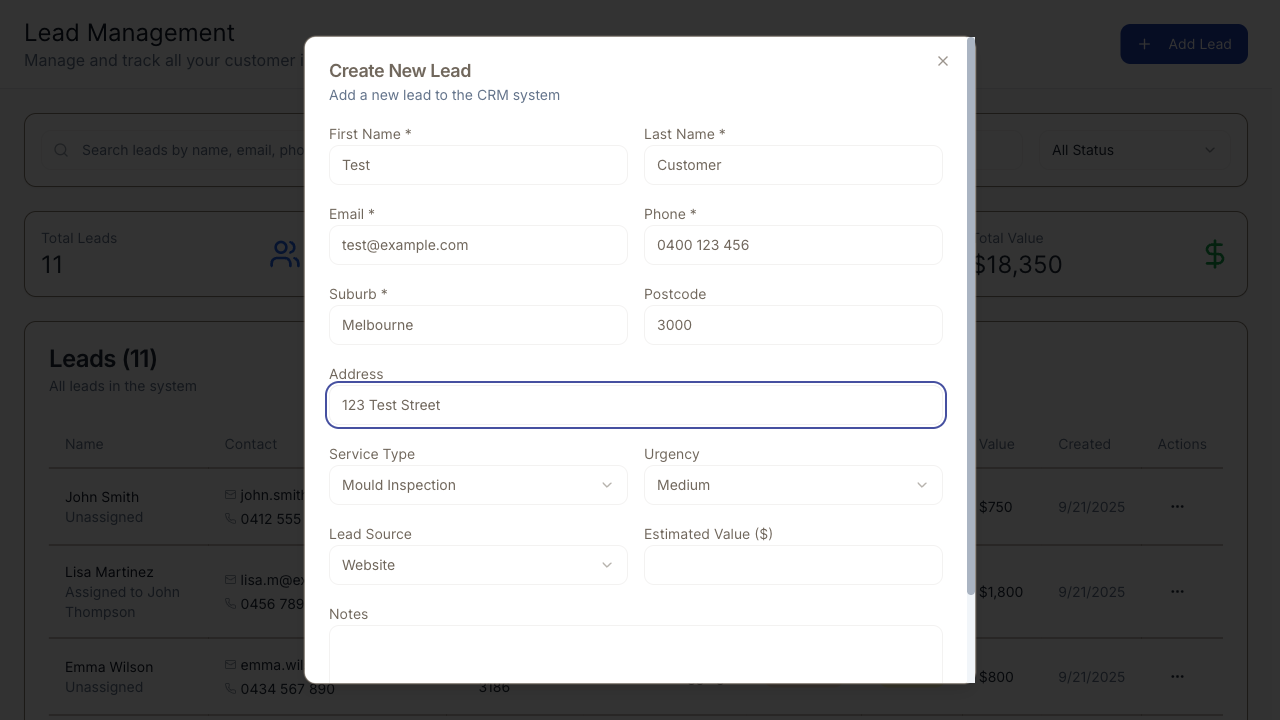 Lead Management
Manage and track all your customer i
Add Lead
Search leads by name, email, pho
All Status
Total Leads
11
Total Value
$18,350
Leads (11)
All leads in the system
Name Contact Value Created Actions
John Smith
Unassigned
john.smith
0412 555
$750
9/21/2025
Lisa Martinez
Assigned to John
Thompson
lisa.m@ex
0456 789
$1,800
9/21/2025
Emma Wilson
Unassigned
emma.wil
0434 567 890
3186
$800
9/21/2025
Create New Lead
Add a new lead to the CRM system
First Name * Last Name *
Test Customer
Email * Phone *
test@example.com 0400 123 456
Suburb * Postcode
Melbourne 3000
Address
123 Test Street
Service Type Urgency
Mould Inspection Medium
Lead Source Estimated Value ($)
Website
Notes